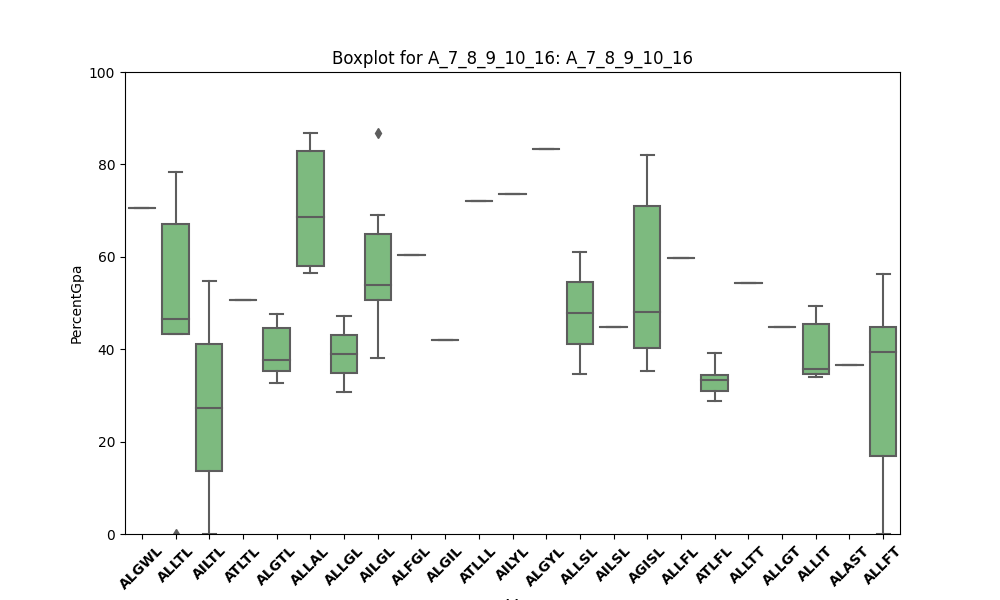 Boxplot for A_7_8_9_10_16: A_7_8_9_10_16
PercentGpa
100
80
60
40
20
0
ALGWL
ALLTL
AILTL
ATLTL
ALGTL
ALLAL
ALLGL
AILGL
ALFGL
ALGIL
ATLLL
AILYL
ALGYL
ALLSL
AILSL
AGISL
ALLFL
ATLFL
ALLTT
ALLGT
ALLIT
ALAST
ALLFT